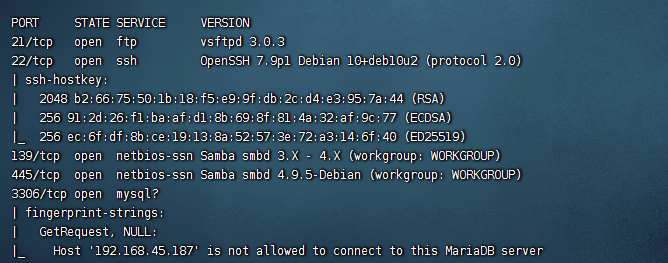 PORT     STATE SERVICE     VERSION
21/tcp   open  ftp         vsftpd 3.0.3
22/tcp   open  ssh         OpenSSH 7.9p1 Debian 10+deb10u2 (protocol 2.0)
| ssh-hostkey:
|   2048 b2:66:75:50:1b:18:f5:e9:9f:db:2c:d4:e3:95:7a:44 (RSA)
|   256 91:2d:26:f1:ba:af:d1:8b:69:8f:81:4a:32:af:9c:77 (ECDSA)
|_  256 ec:6f:df:8b:ce:19:13:8a:52:57:3e:72:a3:14:6f:40 (ED25519)
139/tcp  open  netbios-ssn Samba smbd 3.X - 4.X (workgroup: WORKGROUP)
445/tcp  open  netbios-ssn Samba smbd 4.9.5-Debian (workgroup: WORKGROUP)
3306/tcp open  mysql?
| fingerprint-strings:
|   GetRequest, NULL:
|_    Host '192.168.45.187' is not allowed to connect to this MariaDB server